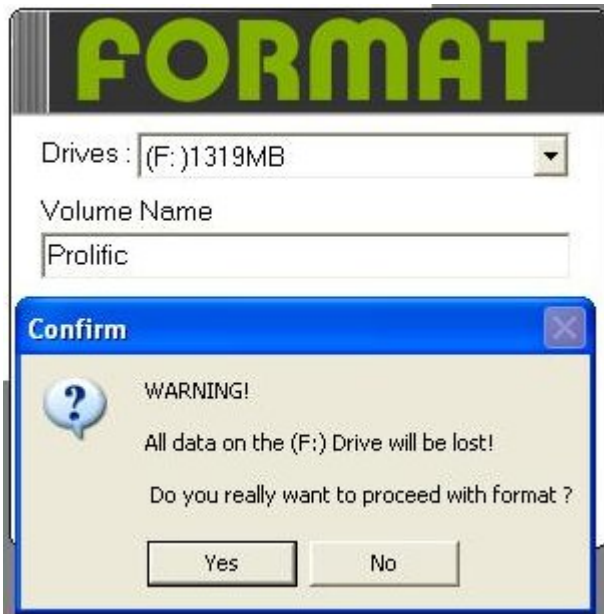 FORMAT
Drives : (F:)1319MB
Volume Name
Prolific
Confirm
WARNING!
All data on the (F:) Drive will be lost!
Do you really want to proceed with format ?
Yes No